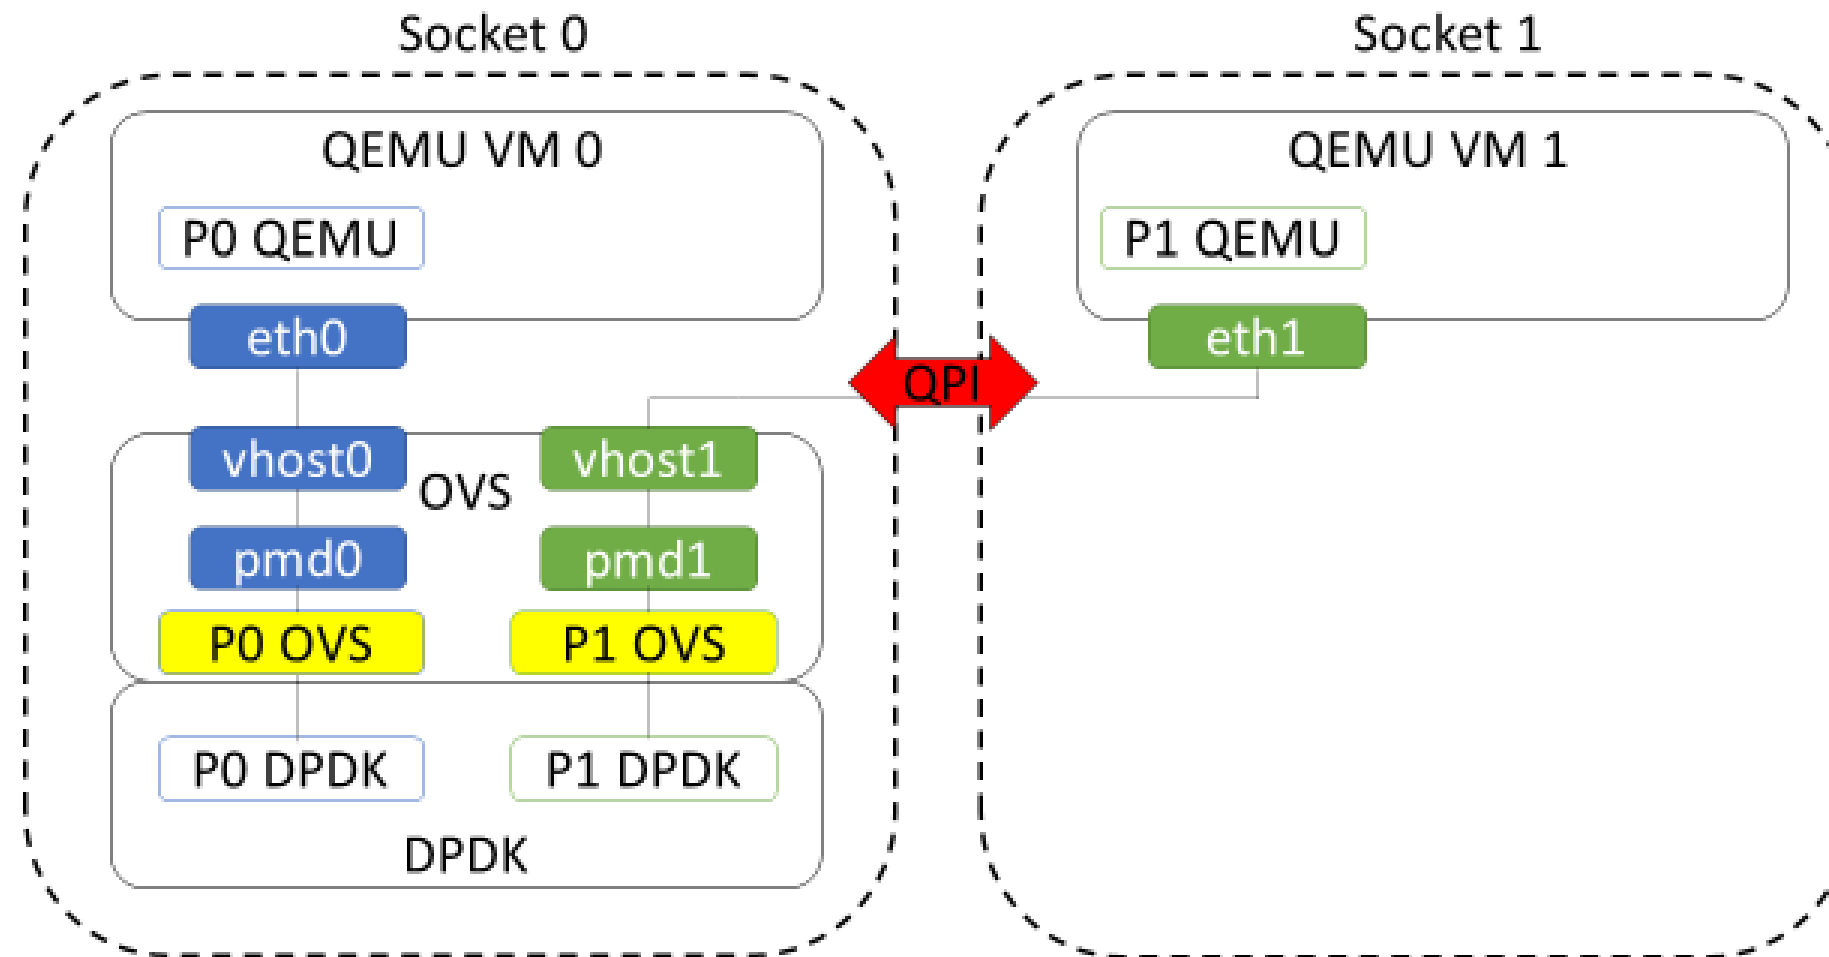 Socket 0
Socket 1
QEMU VM 0
QEMU VM 1
P0 QEMU
P1 QEMU
eth0
eth1
QPI
vhost0
vhost1
OVS
pmd0
pmd1
P0 OVS
P1 OVS
P0 DPDK
P1 DPDK
DPDK